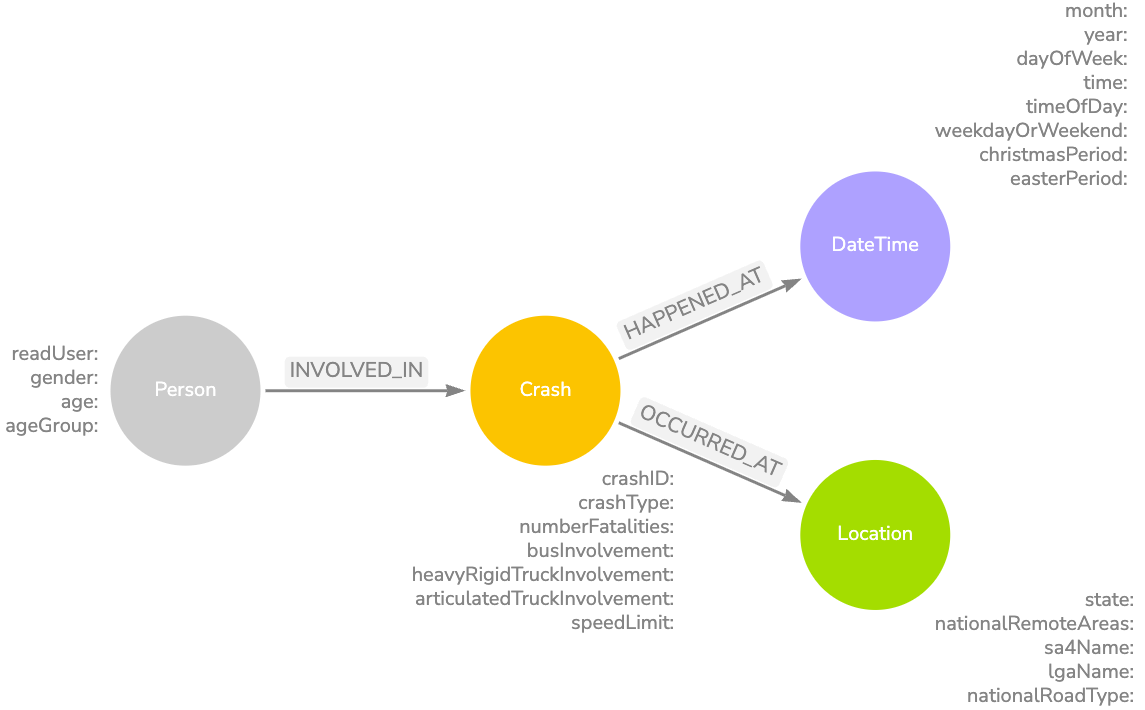 month:
year:
dayOfWeek:
time:
timeOfDay:
weekdayOrWeekend:
christmasPeriod:
easterPeriod:
DateTime
HAPPENED_AT
readUser:
gender:
age:
ageGroup:
Person
INVOLVED_IN
Crash
OCCURRED_AT
crashID:
crashType:
numberFatalities:
busInvolvement:
heavyRigidTruckInvolvement:
articulatedTruckInvolvement:
speedLimit:
Location
state:
nationalRemoteAreas:
sa4Name:
lgaName:
nationalRoadType: